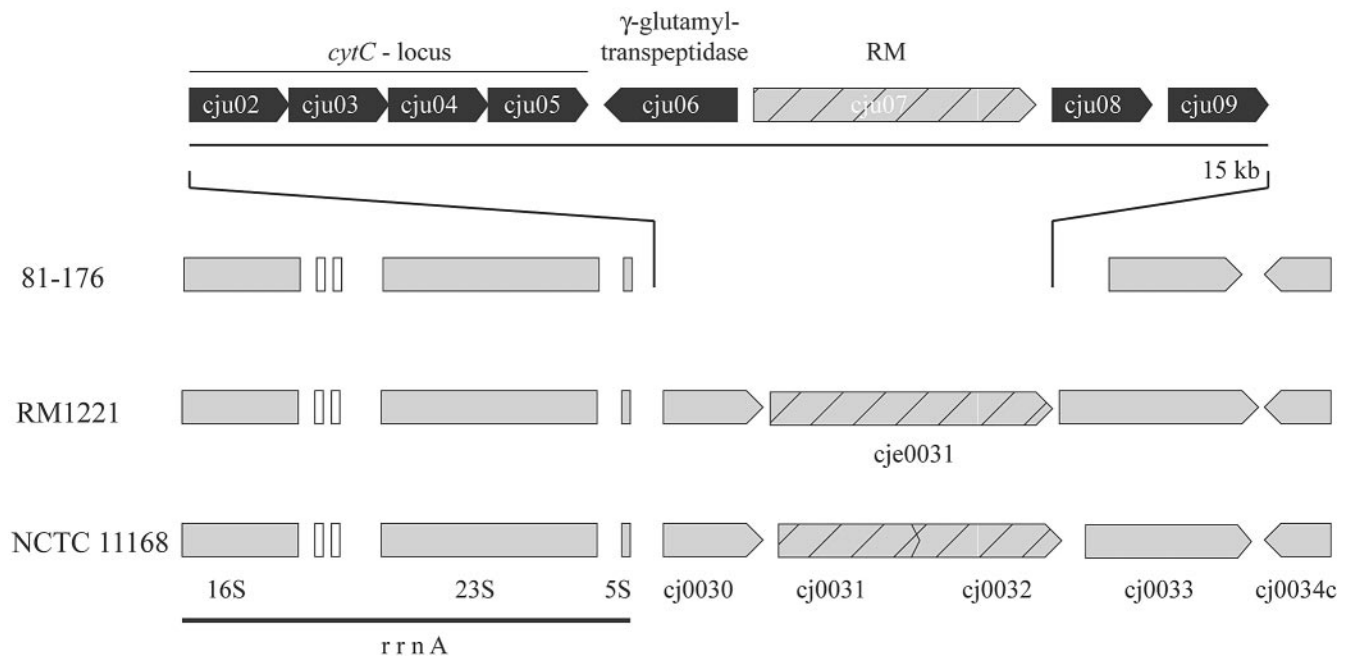 γ-glutamyl-
cytC - locus transpeptidase RM
cju02 cju03 cju04 cju05 cju06 cju07 cju08 cju09
15 kb
81-176
RM1221
cje0031
NCTC 11168
16S 23S 5S cj0030 cj0031 cj0032 cj0033 cj0034c
r r n A